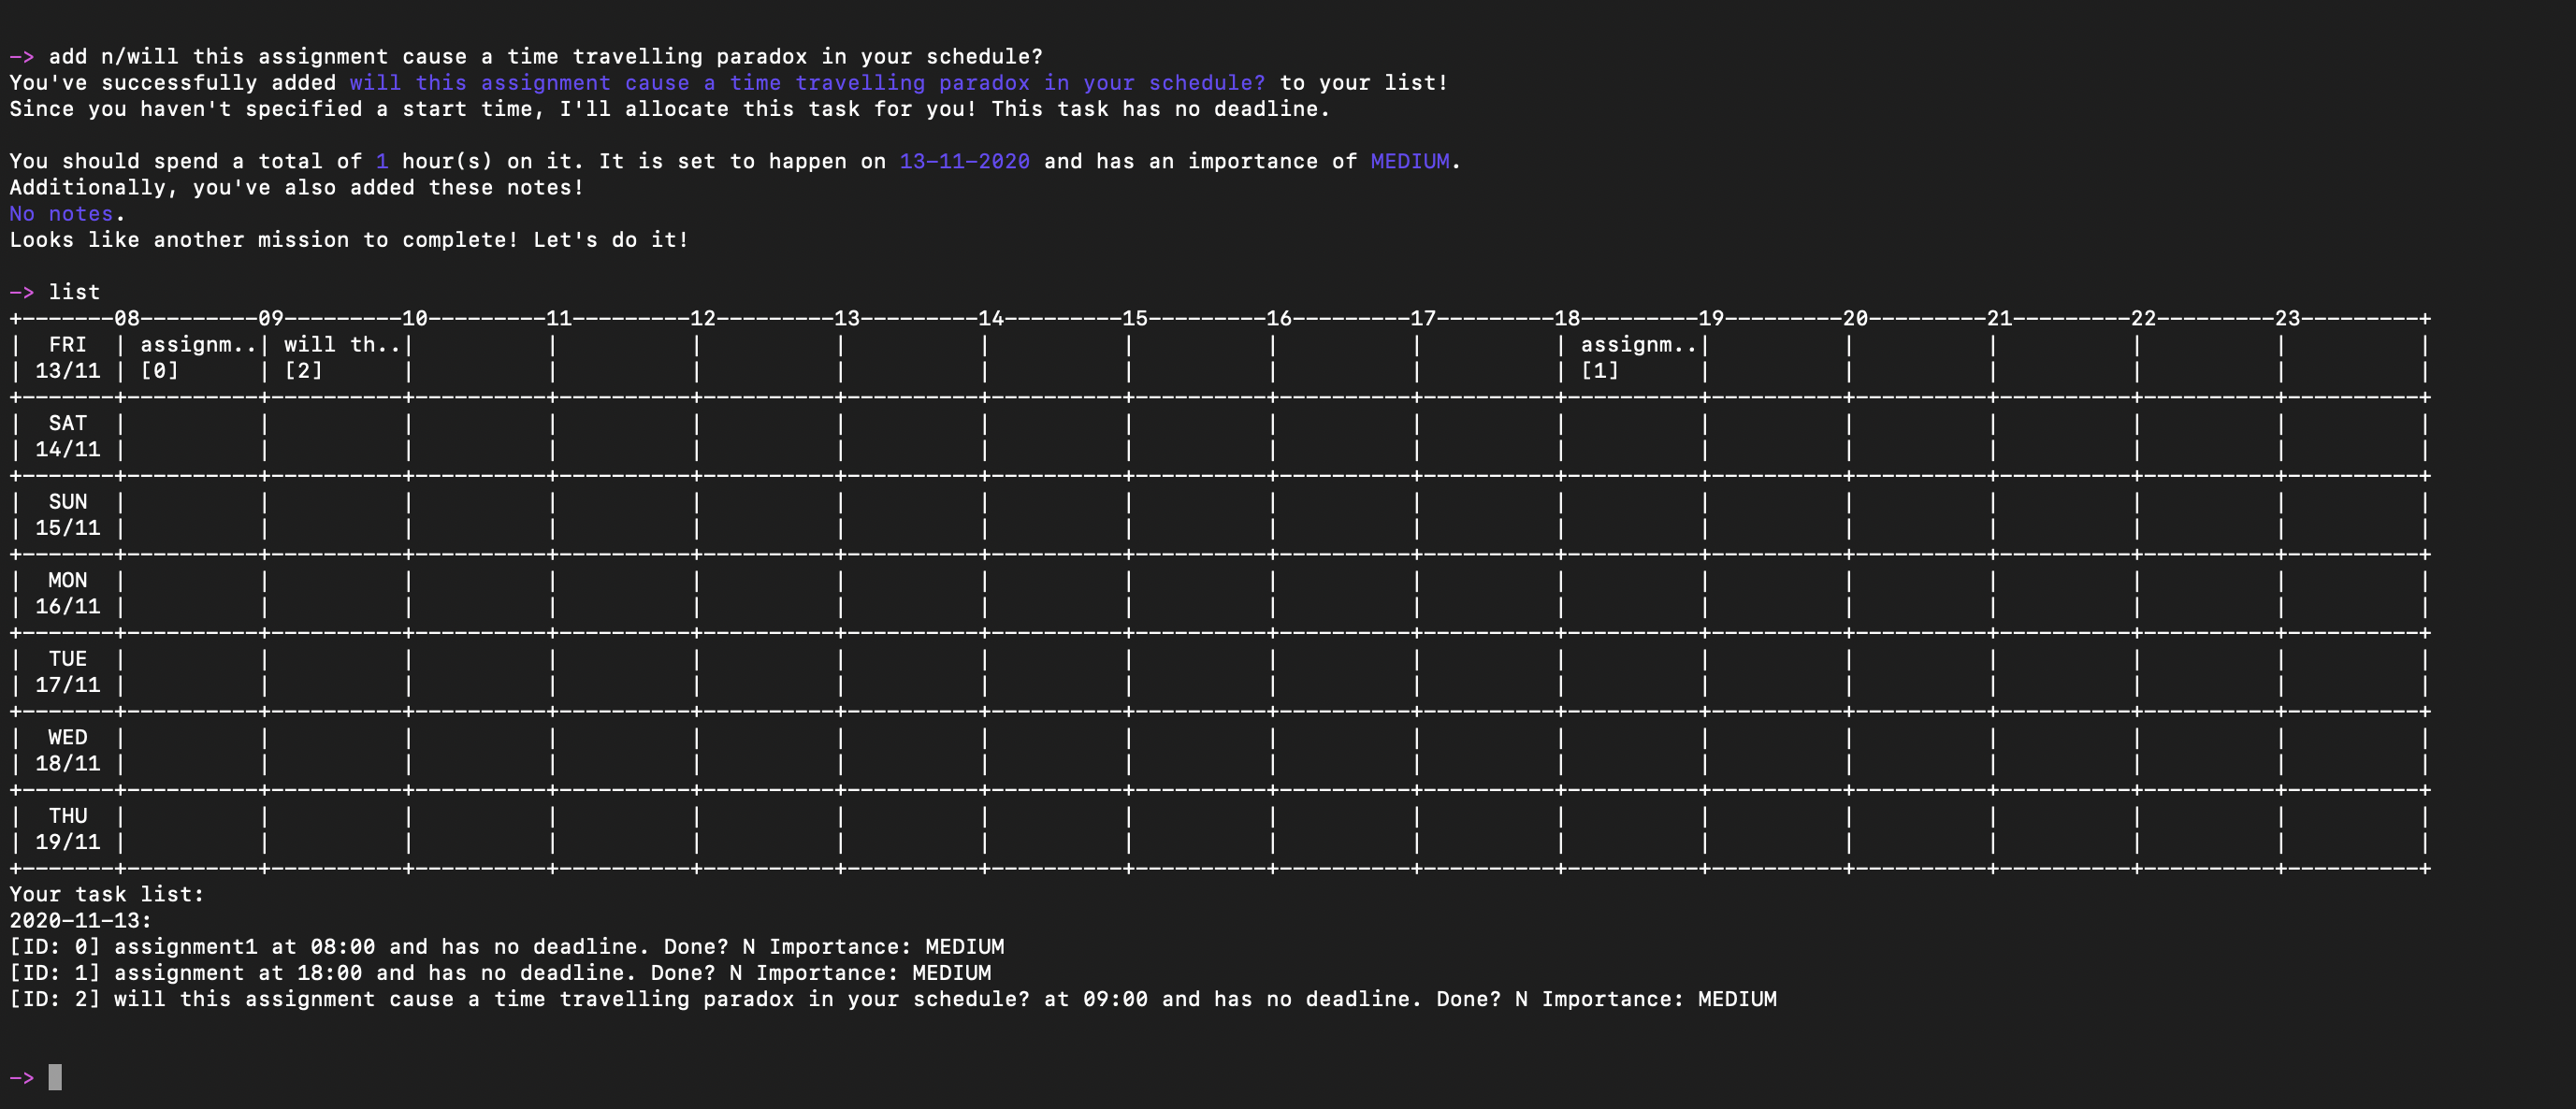 -> add n/will this assignment cause a time travelling paradox in your schedule?
You've successfully added will this assignment cause a time travelling paradox in your schedule? to your list!
Since you haven't specified a start time, I'll allocate this task for you! This task has no deadline.
You should spend a total of 1 hour(s) on it. It is set to happen on 13-11-2020 and has an importance of MEDIUM.
Additionally, you've also added these notes!
No notes.
Looks like another mission to complete! Let's do it!
-> list
08 09 10 11 12 13 14 15 16 17 18 19 20 21 22 23
FRI assignm.. will th.. assignm..
13/11 [0] [2] [1]
SAT
14/11
SUN
15/11
MON
16/11
TUE
17/11
WED
18/11
THU
19/11
Your task list:
2020-11-13:
[ID: 0] assignment1 at 08:00 and has no deadline. Done? N Importance: MEDIUM
[ID: 1] assignment at 18:00 and has no deadline. Done? N Importance: MEDIUM
[ID: 2] will this assignment cause a time travelling paradox in your schedule? at 09:00 and has no deadline. Done? N Importance: MEDIUM
->